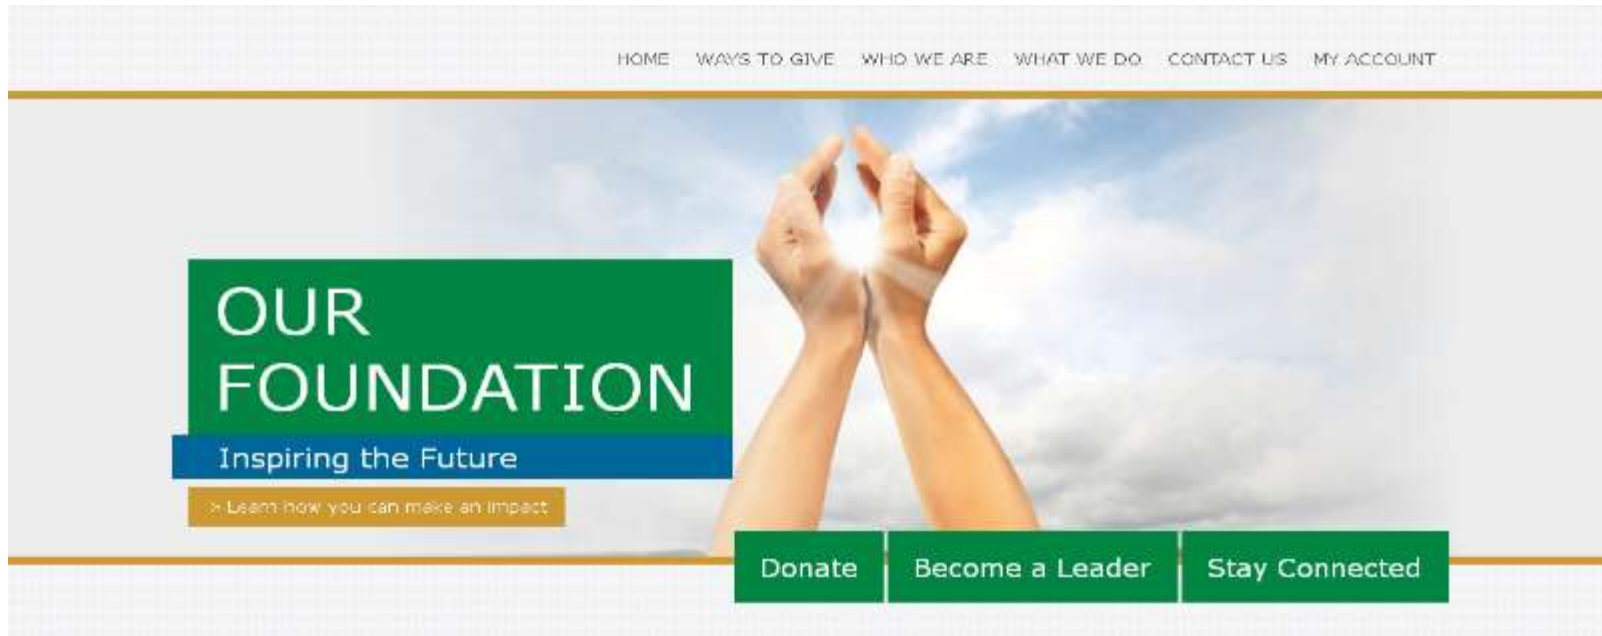 HOME WAYS TO GIVE WHO WE ARE WHAT WE DO CONTACT US MY ACCOUNT
OUR
FOUNDATION
Inspiring the Future
> Learn how you can make an impact
Donate Become a Leader Stay Connected